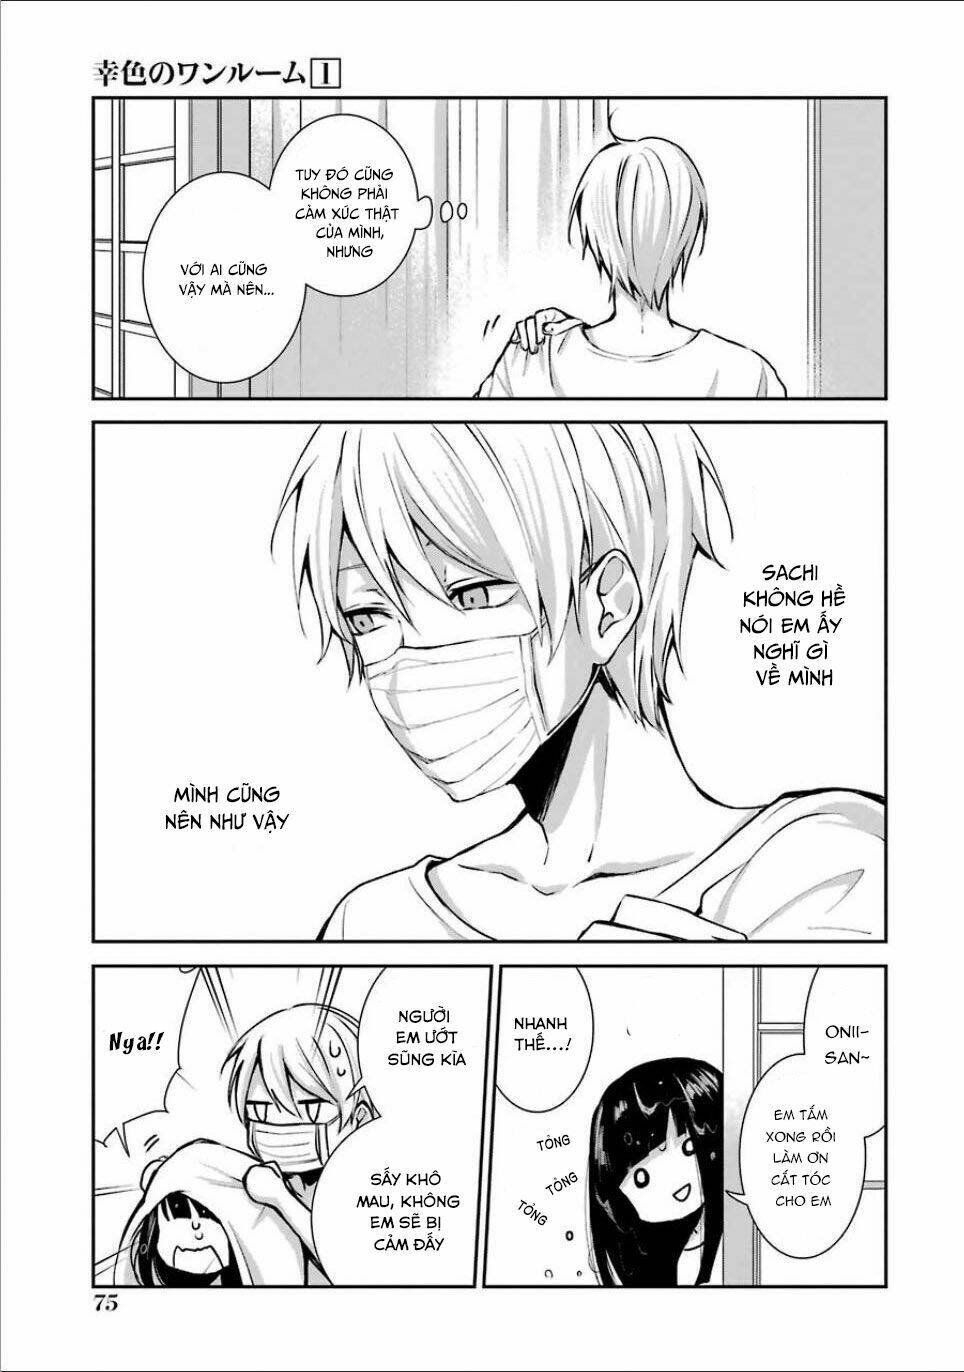 幸色のワンルーム 1
TUY ĐÓ CŨNG
KHÔNG PHẢI
CẢM XÚC THẬT
CỦA MÌNH,
NHƯNG
VỚI AI CŨNG
VẬY MÀ NÊN...
SACHI
KHÔNG HỀ
NÓI EM ẤY
NGHĨ GÌ
VỀ MÌNH
MÌNH CŨNG
NÊN NHƯ VẬY
ONII-
SAN~
EM TẮM
XONG RỒI
LÀM ƠN
CẮT TÓC
CHO EM
NHANH
THẾ...!
TỎNG
TỎNG
TỎNG
NGƯỜI
EM ƯỚT
SŨNG KÌA
SẤY KHÔ
MAU, KHÔNG
EM SẼ BỊ
CẢM ĐẤY
Nya!!
75